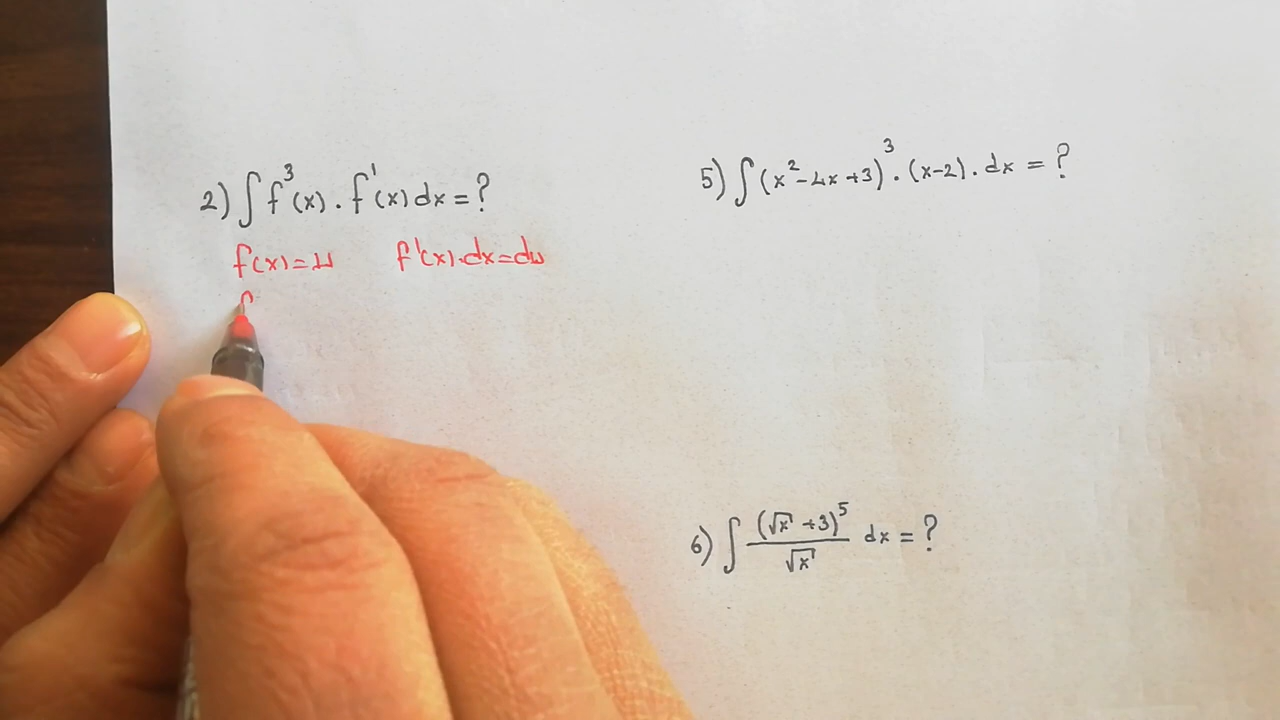 2) ∫ f³(x) . f'(x) dx = ?
f(x) = u f'(x).dx = du
∫
5) ∫ (x² - 4x + 3)³ . (x-2) . dx = ?
6) ∫ (√x + 3)⁵ / √x dx = ?